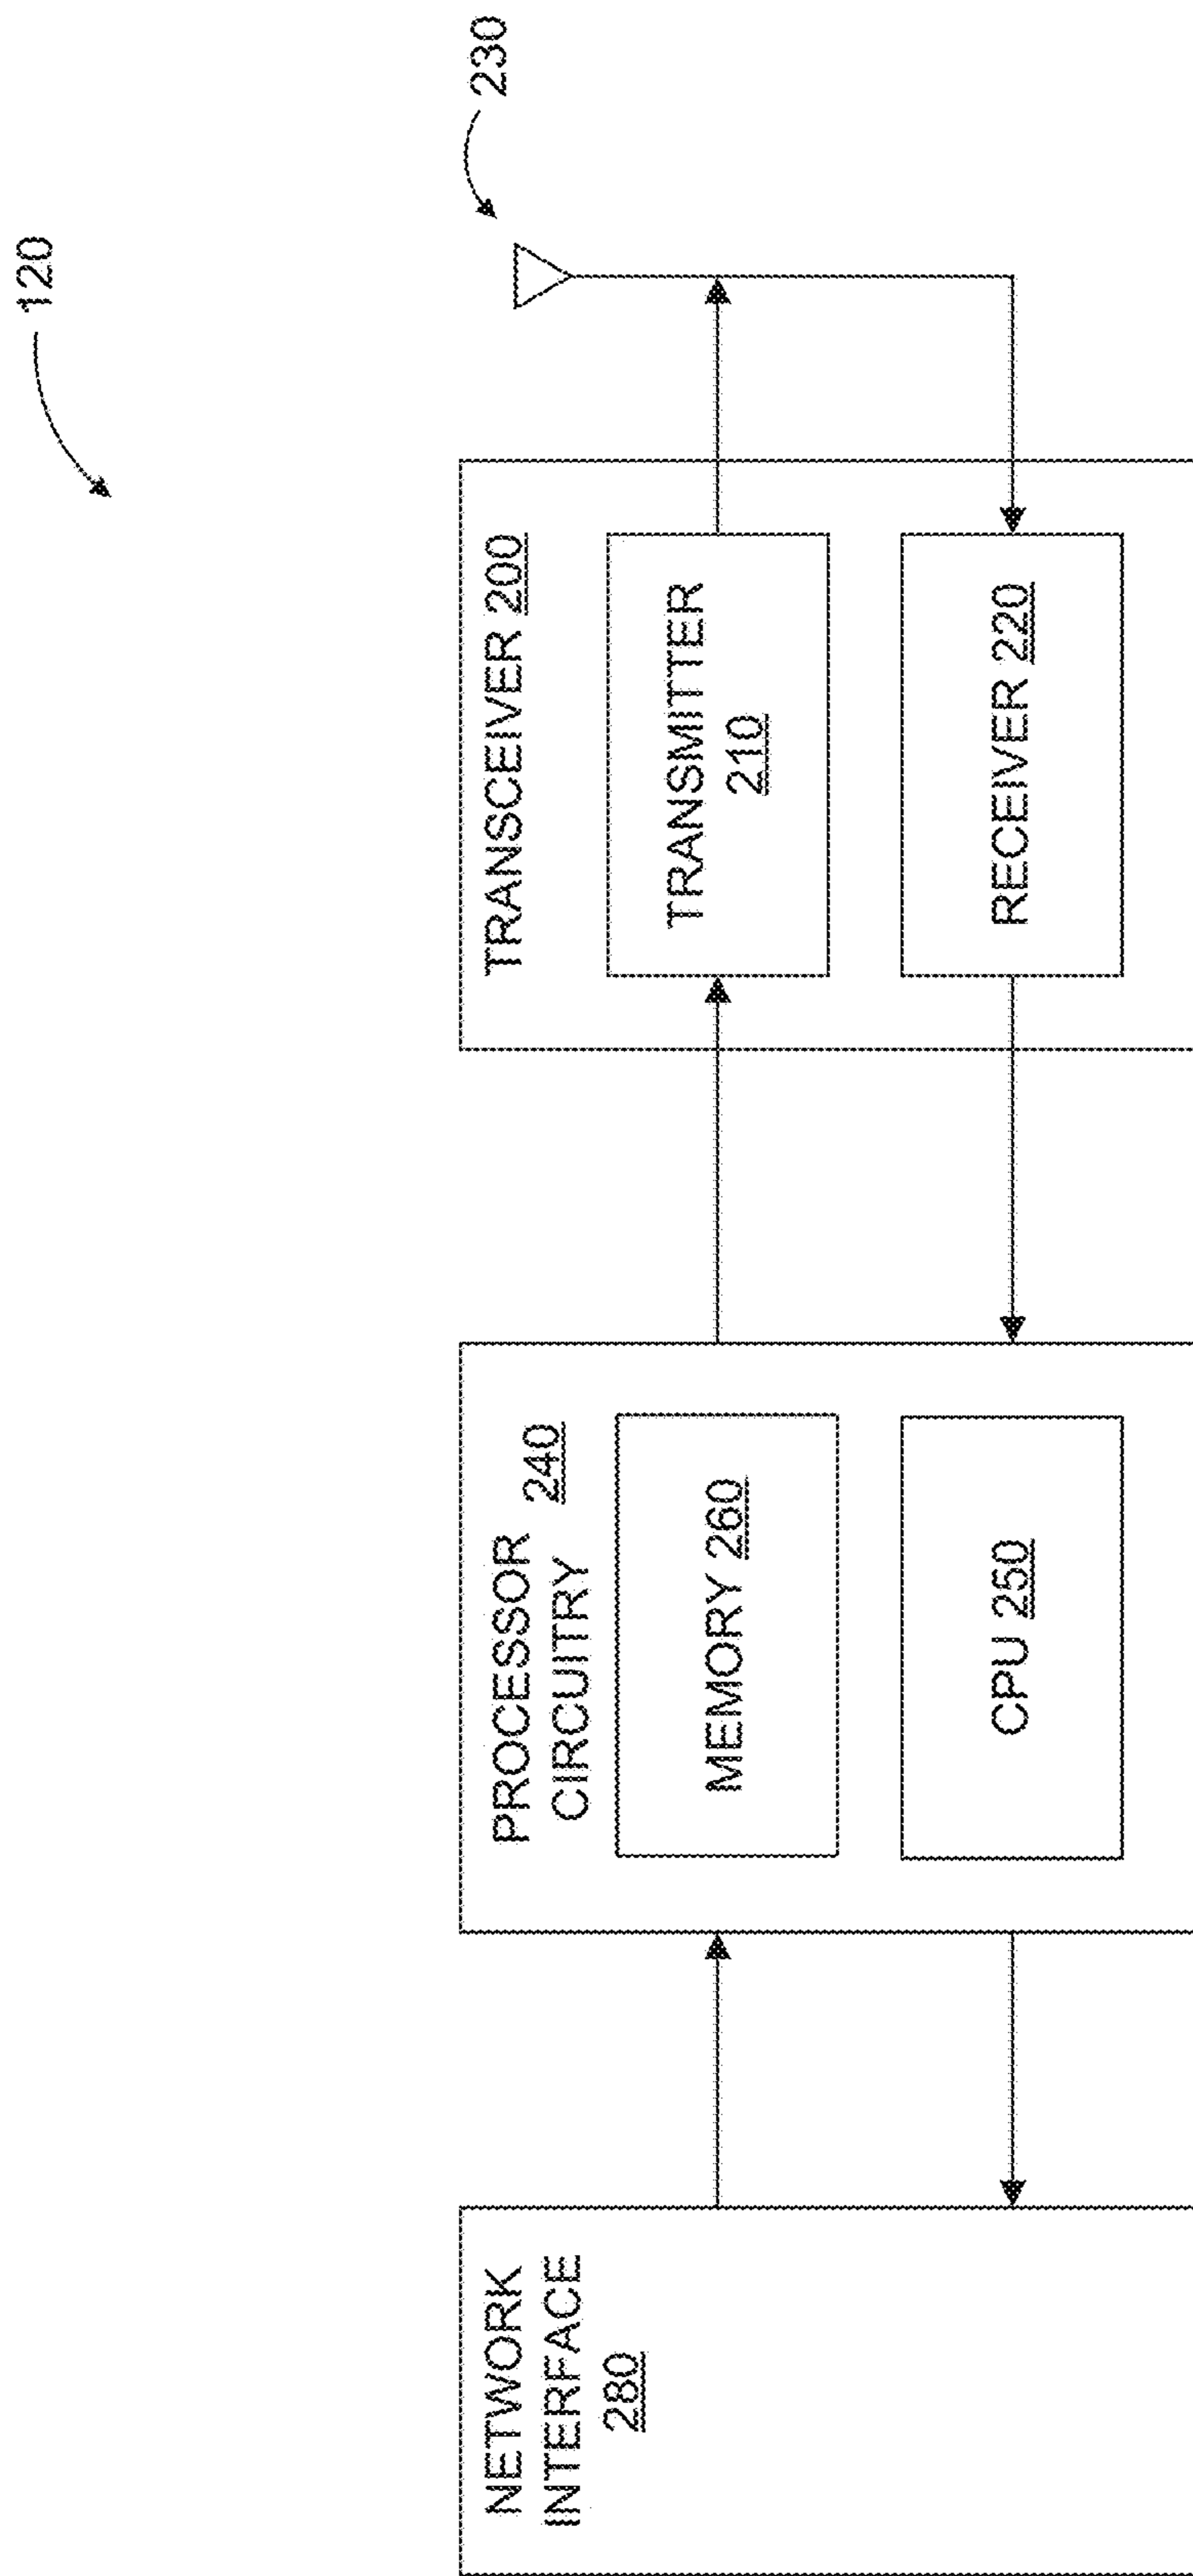 120
230
NETWORK
INTERFACE
280
PROCESSOR
CIRCUITRY
240
MEMORY 260
CPU 250
TRANSCEIVER 200
TRANSMITTER
210
RECEIVER 220